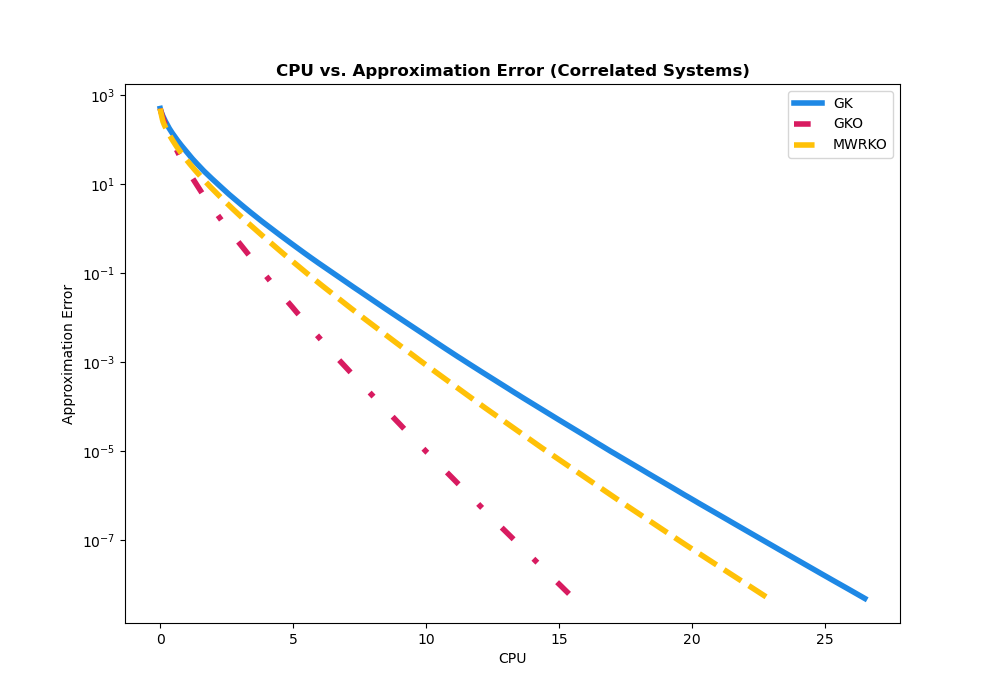 CPU vs. Approximation Error (Correlated Systems)
GK
GKO
MWRKO
Approximation Error
10³
10¹
10⁻¹
10⁻³
10⁻⁵
10⁻⁷
0 5 10 15 20 25
CPU